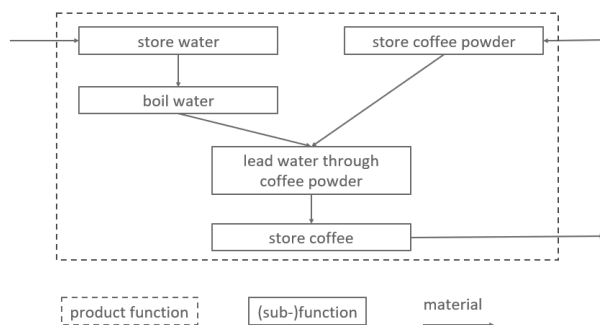 store water
store coffee powder
boil water
lead water through
coffee powder
store coffee
product function
(sub-)function
material